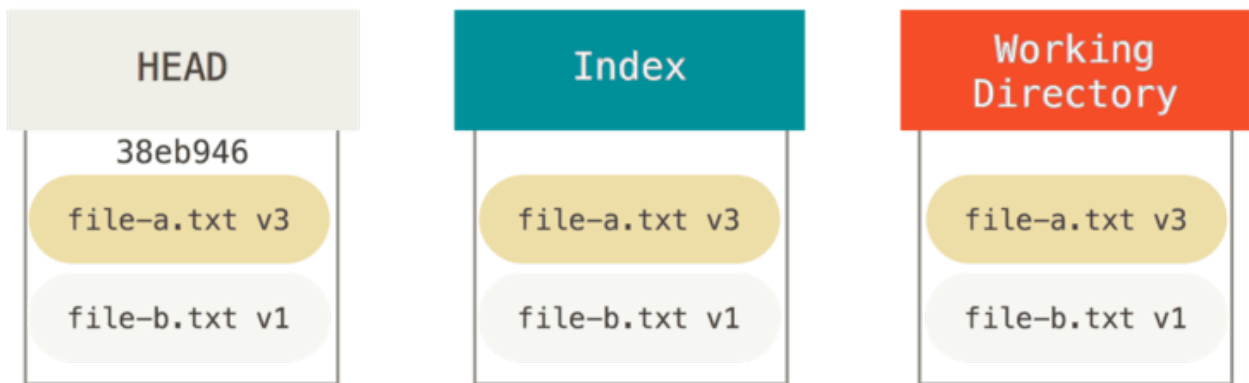 HEAD
Index
Working
Directory
38eb946
file-a.txt v3
file-a.txt v3
file-a.txt v3
file-b.txt v1
file-b.txt v1
file-b.txt v1